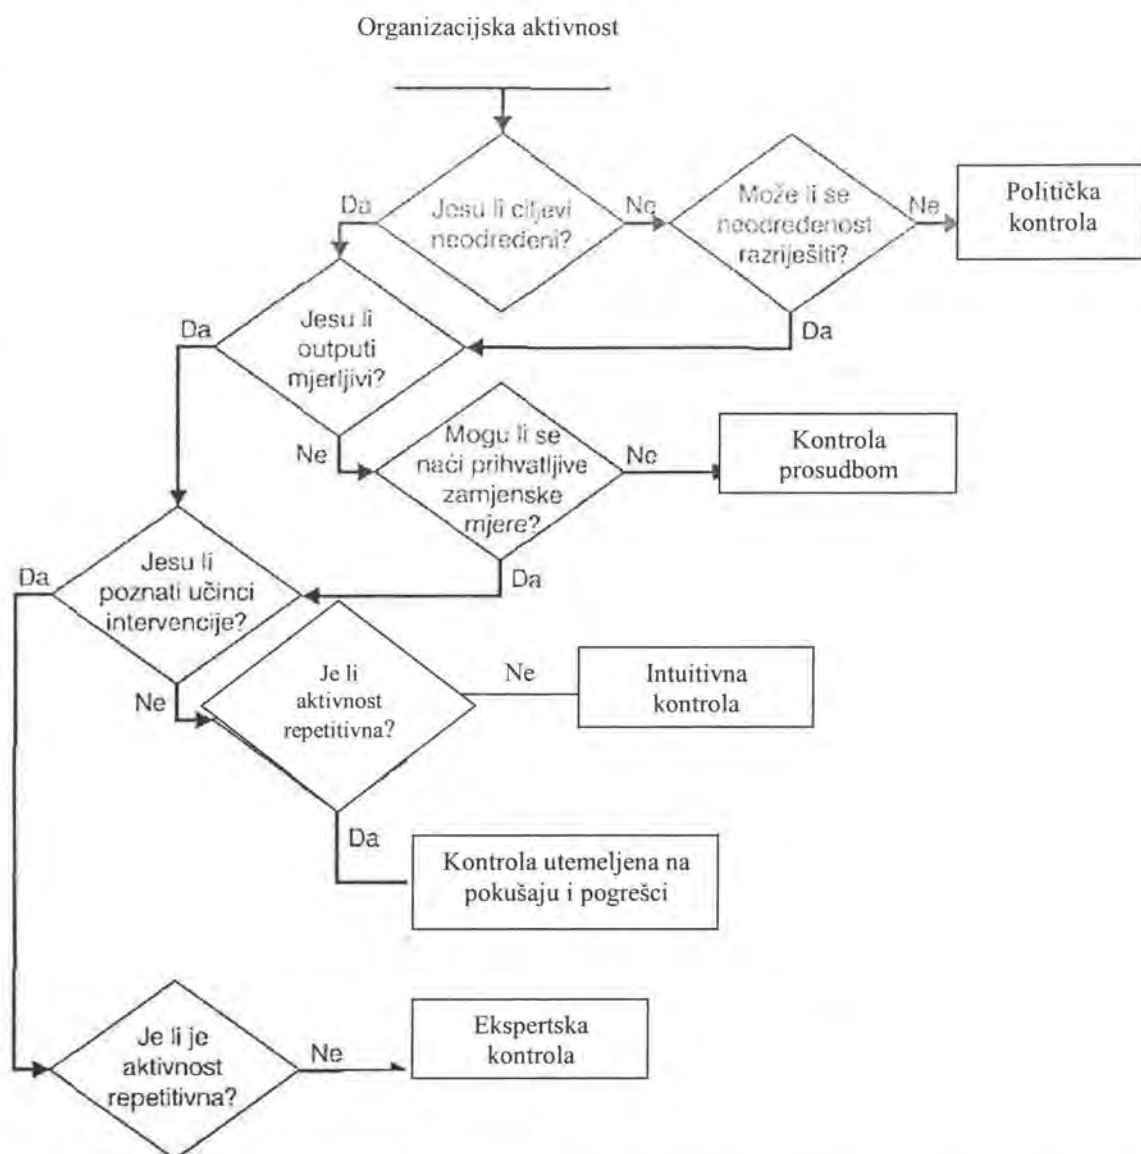 Organizacijska aktivnost
Da
Jesu li ciljevi
neodređeni?
Ne
Može li se
neodređenost
razriješiti?
Ne
Politička
kontrola
Da
Jesu li
outputi
mjerljivi?
Da
Ne
Mogu li se
naći prihvatljive
zamjenske
mjere?
Ne
Kontrola
prosudbom
Da
Jesu li
poznati učinci
intervencije?
Da
Ne
Je li
aktivnost
repetitivna?
Ne
Intuitivna
kontrola
Da
Kontrola utemeljena na
pokušaju i pogrešci
Je li je
aktivnost
repetitivna?
Ne
Ekspertska
kontrola